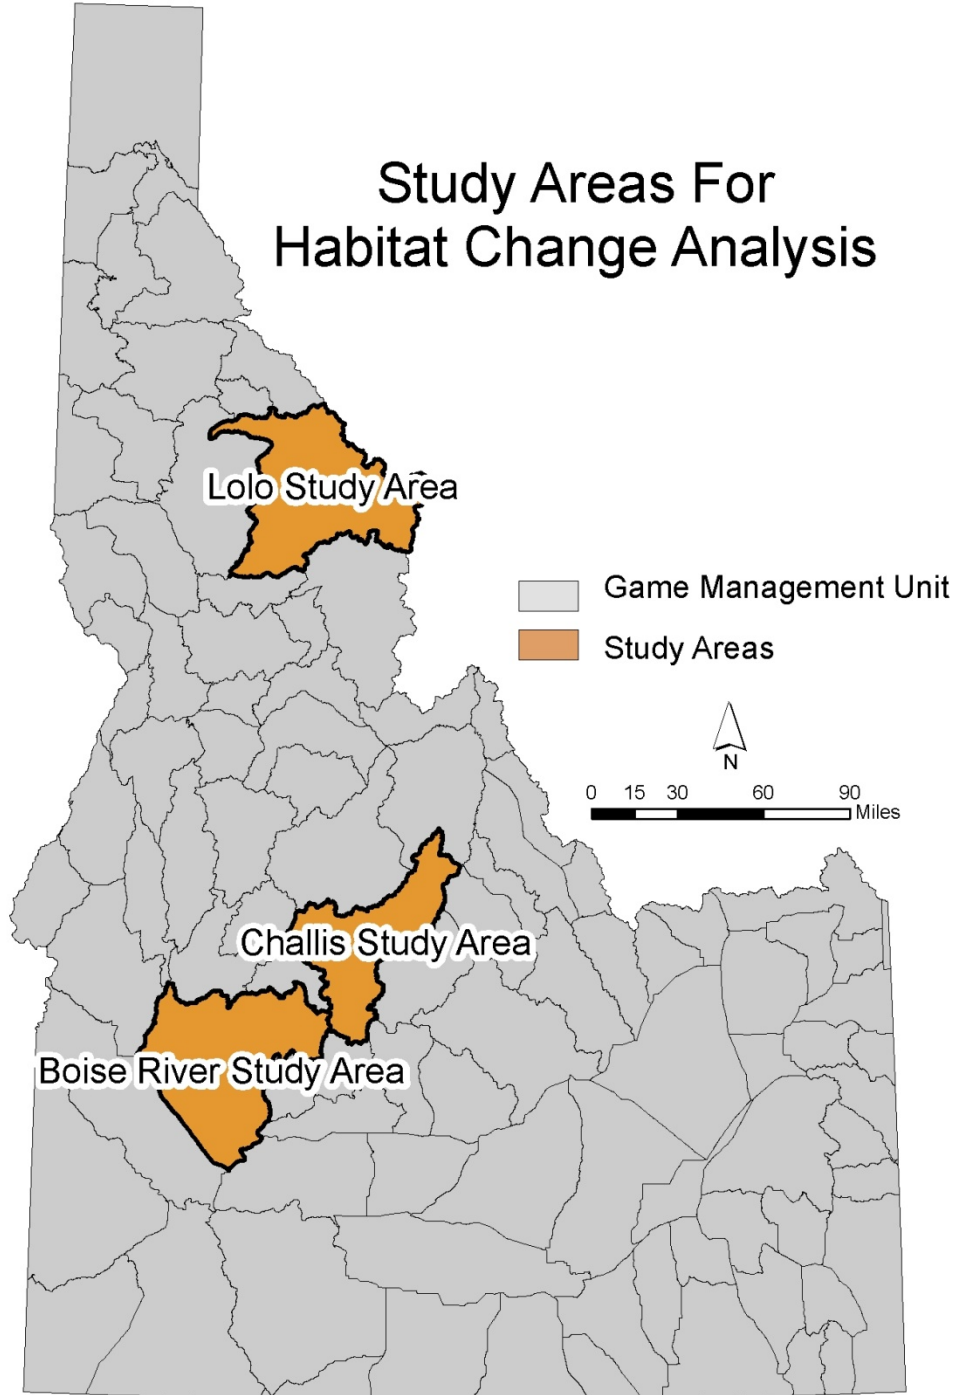 Study Areas For
Habitat Change Analysis
Lolo Study Area
Game Management Unit
Study Areas
N
0 15 30 60 90
Miles
Challis Study Area
Boise River Study Area